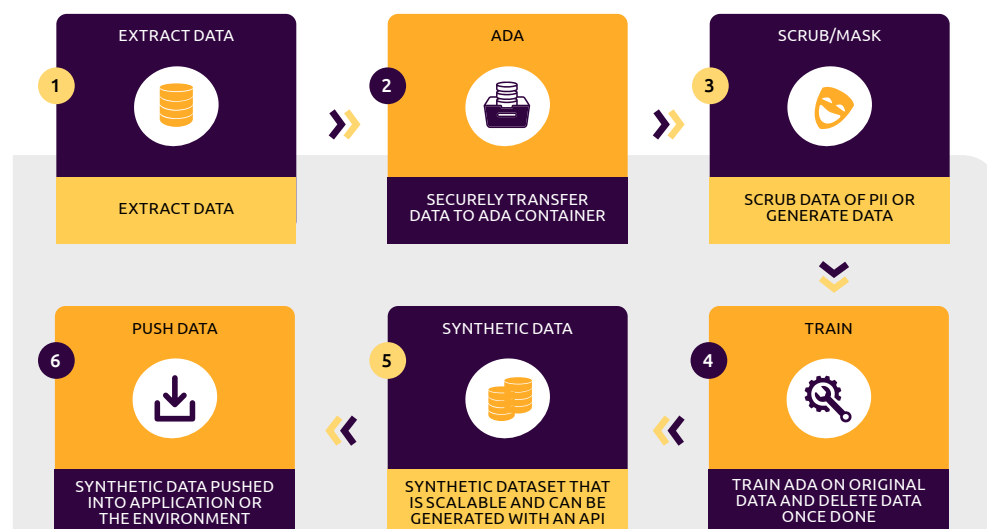 EXTRACT DATA
1
EXTRACT DATA
ADA
2
SECURELY TRANSFER
DATA TO ADA CONTAINER
SCRUB/MASK
3
SCRUB DATA OF PII OR
GENERATE DATA
TRAIN
4
TRAIN ADA ON ORIGINAL
DATA AND DELETE DATA
ONCE DONE
SYNTHETIC DATA
5
SYNTHETIC DATASET THAT
IS SCALABLE AND CAN BE
GENERATED WITH AN API
PUSH DATA
6
SYNTHETIC DATA PUSHED
INTO APPLICATION OR
THE ENVIRONMENT